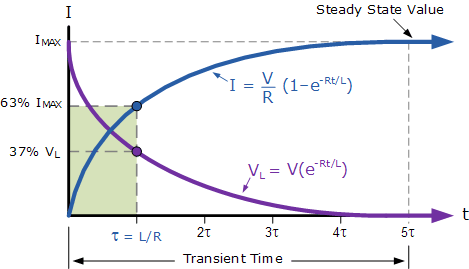 I
Steady State Value
IMAX
I = V/R (1-e-Rt/L)
63% IMAX
37% VL
VL = V(e-Rt/L)
t
τ = L/R
2τ
3τ
4τ
5τ
Transient Time